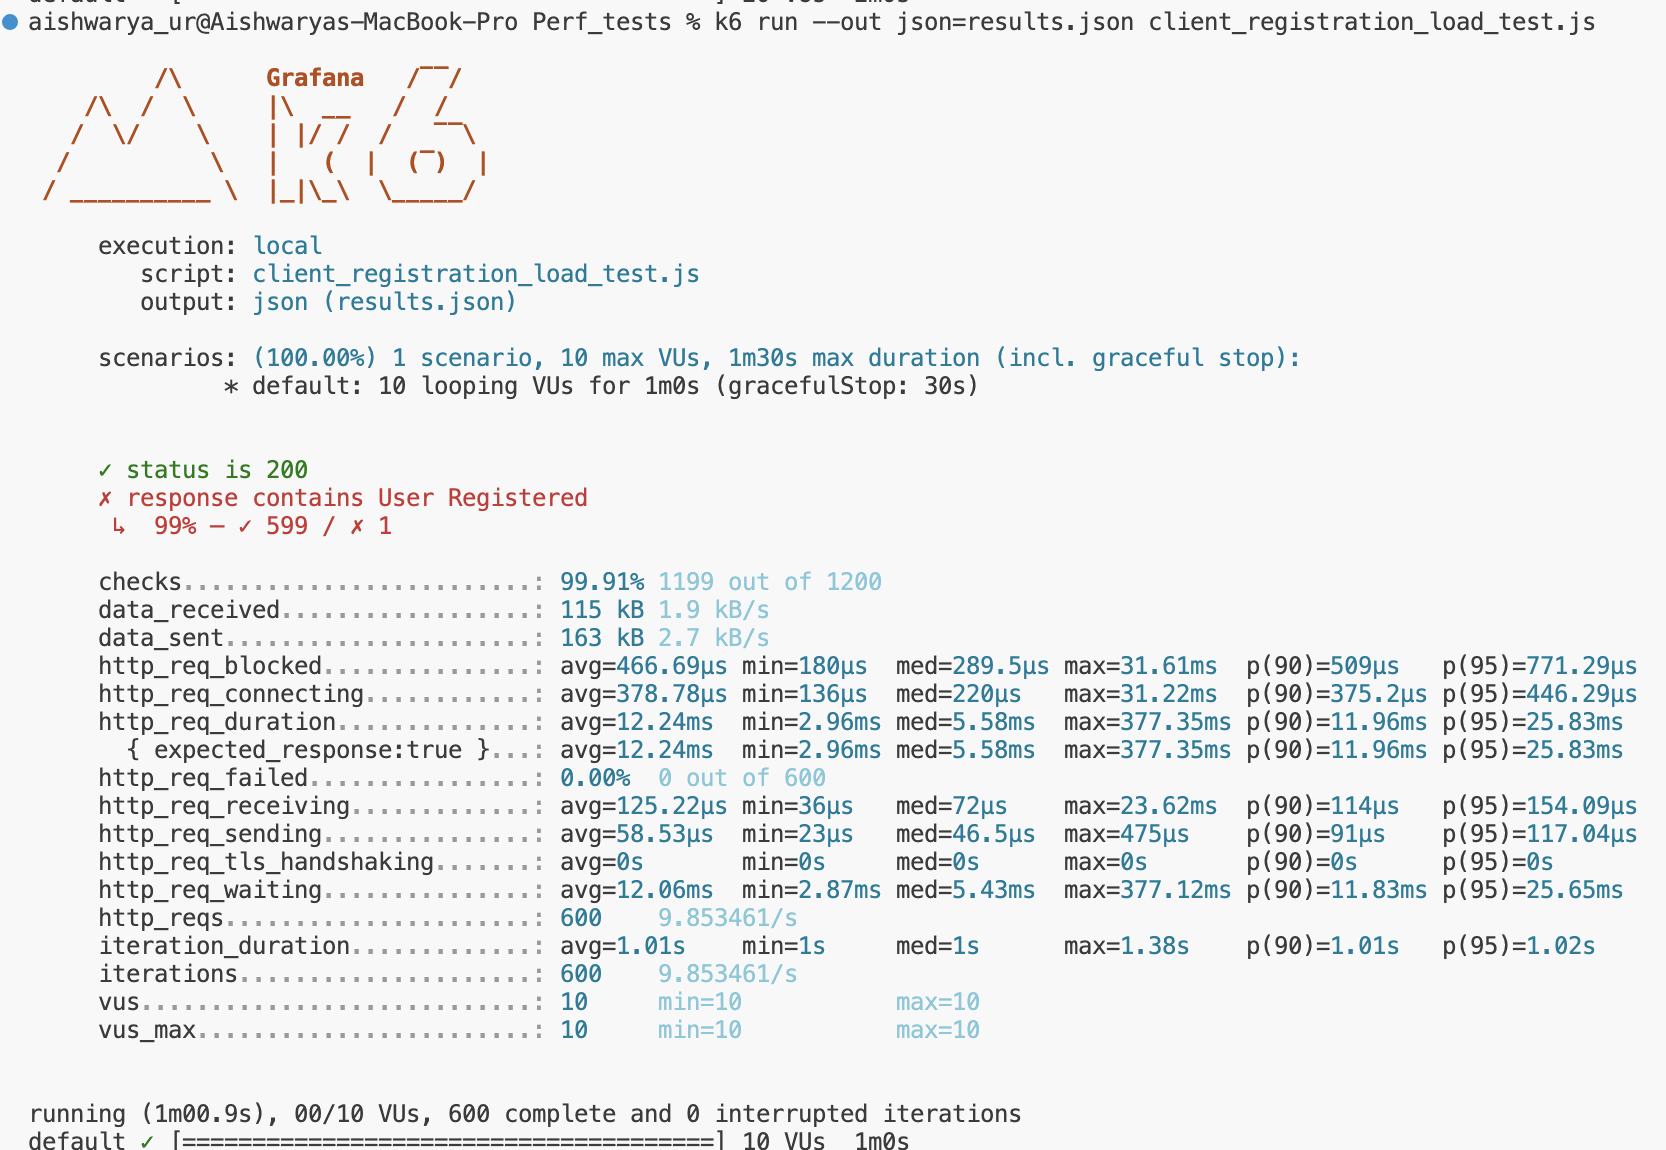 aishwarya_ur@Aishwaryas-MacBook-Pro Perf_tests % k6 run --out json=results.json client_registration_load_test.js
Grafana
execution: local
script: client_registration_load_test.js
output: json (results.json)
scenarios: (100.00%) 1 scenario, 10 max VUs, 1m30s max duration (incl. graceful stop):
* default: 10 looping VUs for 1m0s (gracefulStop: 30s)
✓ status is 200
✗ response contains User Registered
↳ 99% — ✓ 599 / ✗ 1
checks.........................: 99.91% 1199 out of 1200
data_received..................: 115 kB 1.9 kB/s
data_sent......................: 163 kB 2.7 kB/s
http_req_blocked...............: avg=466.69µs min=180µs med=289.5µs max=31.61ms p(90)=509µs p(95)=771.29µs
http_req_connecting............: avg=378.78µs min=136µs med=220µs max=31.22ms p(90)=375.2µs p(95)=446.29µs
http_req_duration..............: avg=12.24ms min=2.96ms med=5.58ms max=377.35ms p(90)=11.96ms p(95)=25.83ms
{ expected_response:true }...: avg=12.24ms min=2.96ms med=5.58ms max=377.35ms p(90)=11.96ms p(95)=25.83ms
http_req_failed................: 0.00% 0 out of 600
http_req_receiving.............: avg=125.22µs min=36µs med=72µs max=23.62ms p(90)=114µs p(95)=154.09µs
http_req_sending...............: avg=58.53µs min=23µs med=46.5µs max=475µs p(90)=91µs p(95)=117.04µs
http_req_tls_handshaking.......: avg=0s min=0s med=0s max=0s p(90)=0s p(95)=0s
http_req_waiting...............: avg=12.06ms min=2.87ms med=5.43ms max=377.12ms p(90)=11.83ms p(95)=25.65ms
http_reqs......................: 600 9.853461/s
iteration_duration.............: avg=1.01s min=1s med=1s max=1.38s p(90)=1.01s p(95)=1.02s
iterations.....................: 600 9.853461/s
vus............................: 10 min=10 max=10
vus_max........................: 10 min=10 max=10
running (1m00.9s), 00/10 VUs, 600 complete and 0 interrupted iterations
default ✓ [======================================] 10 VUs 1m0s